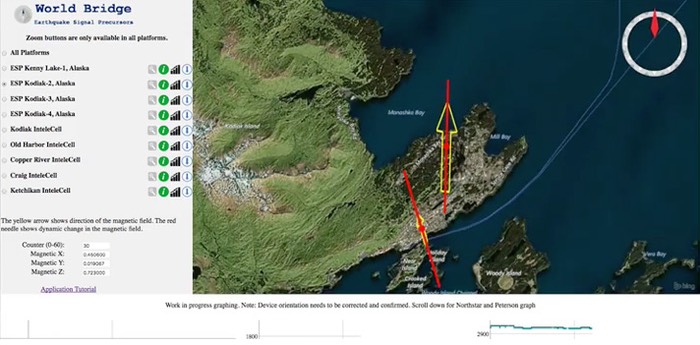 World Bridge
Earthquake Signal Precursors
Zoom buttons are only available in all platforms.
All Platforms
ESP Kenny Lake-1, Alaska
ESP Kodiak-2, Alaska
ESP Kodiak-3, Alaska
ESP Kodiak-4, Alaska
Kodiak InteleCell
Old Harbor InteleCell
Copper River InteleCell
Craig InteleCell
Ketchikan InteleCell
The yellow arrow shows direction of the magnetic field. The red
needle shows dynamic change in the magnetic field.
Counter (0-60): 30
Magnetic X:
Magnetic Y:
Magnetic Z: 0.723000
Application Tutorial
Kodiak Island
Monashka Bay
Mill Bay
Island
Crooked
Island
Woody Island
Woody Island Channel
bing
Work in progress graphing. Note: Device orientation needs to be corrected and confirmed. Scroll down for Northstar and Peterson graph
1800
2900